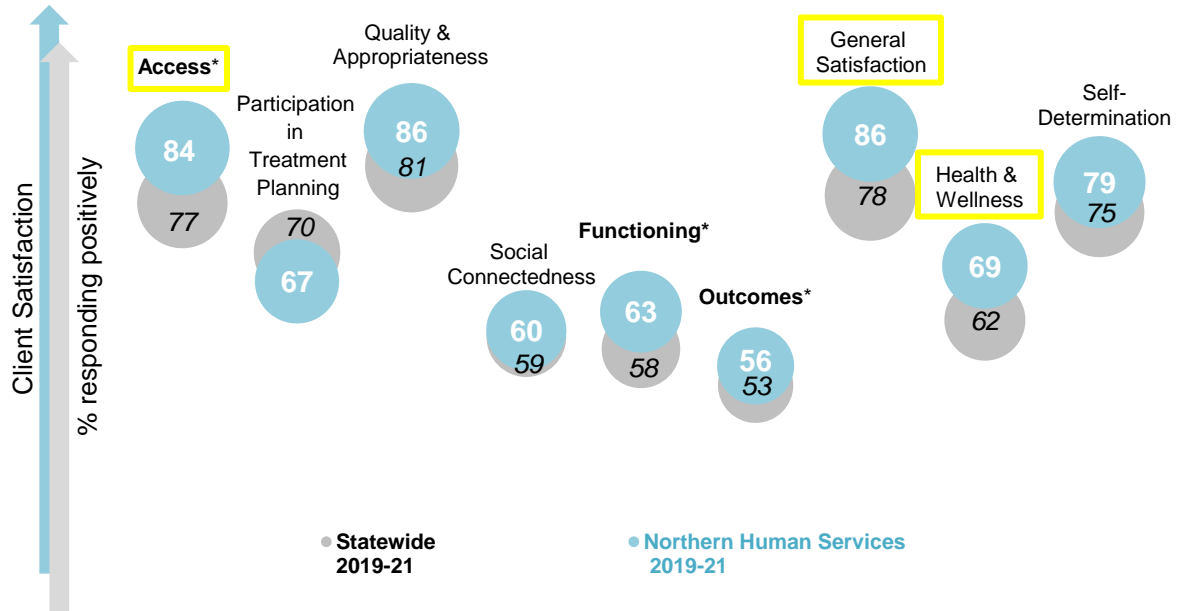 Client Satisfaction
% responding positively
Access*
84
77
Participation
in
Treatment
Planning
70
67
Quality &
Appropriateness
86
81
Social
Connectedness
60
59
Functioning*
63
58
Outcomes*
56
53
General
Satisfaction
86
78
Health &
Wellness
69
62
Self-
Determination
79
75
Statewide
2019-21
Northern Human Services
2019-21